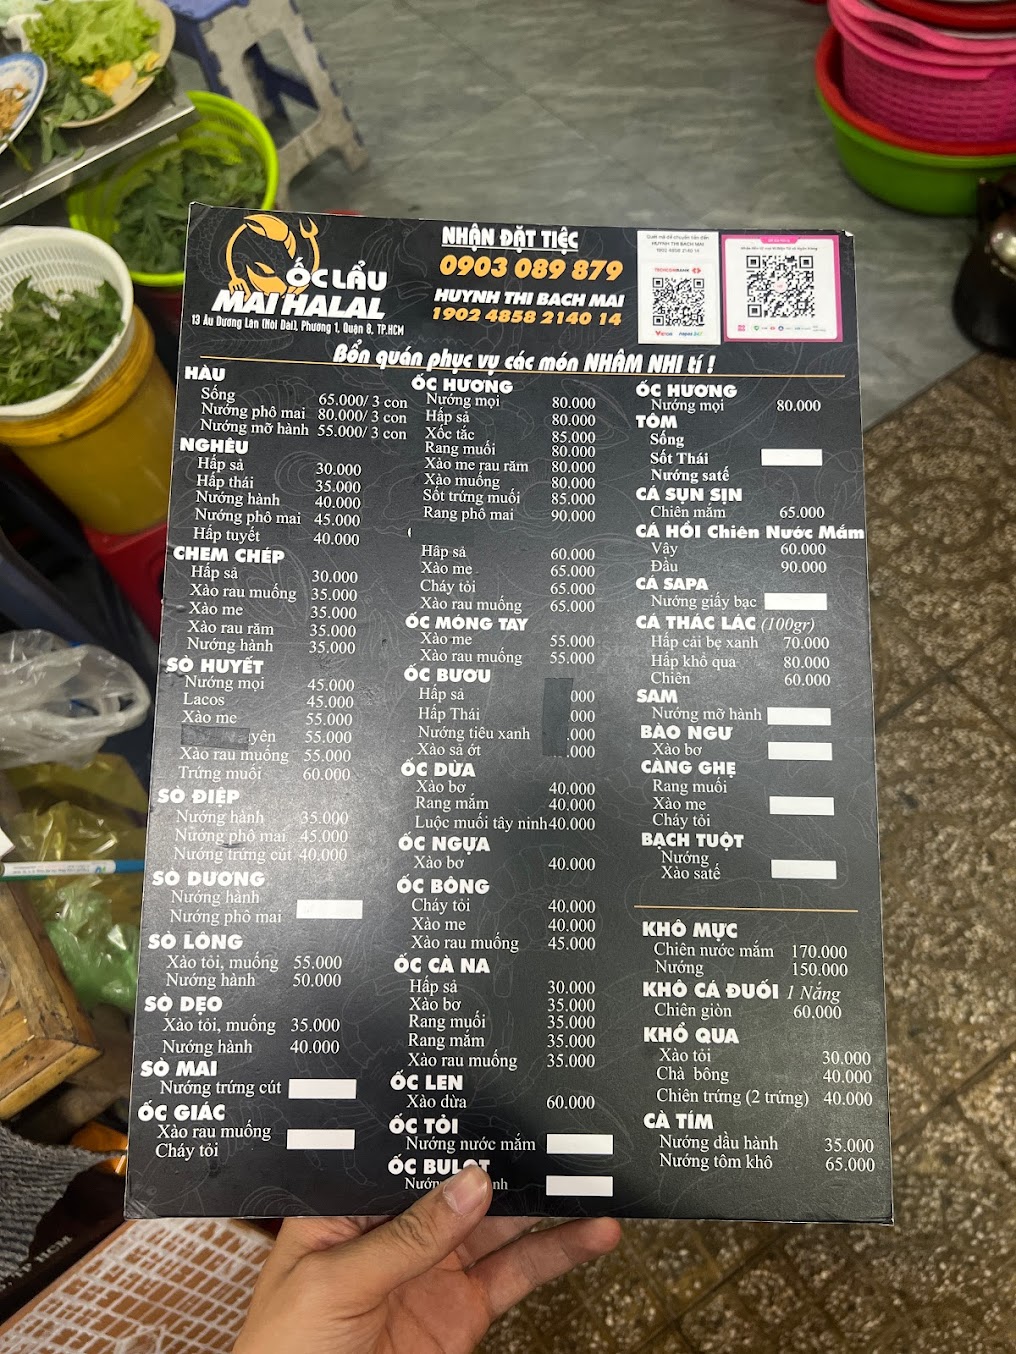 ỐC LẨU
MAI HALAL
13 Âu Dương Lân (Nối Dài), Phường 1, Quận 8, TP.HCM
NHẬN ĐẶT TIỆC
0903 089 879
HUYNH THI BACH MAI
1902 4858 2140 14
HUYNH THI BACH MAI
1902 4858 2140 14
TECHCOMBANK
Bổn quán phục vụ các món NHÂM NHI tí !
HÀU
Sống 65.000/ 3 con
Nướng phô mai 80.000/ 3 con
Nướng mỡ hành 55.000/ 3 con
NGHÊU
Hấp sả 30.000
Hấp thái 35.000
Nướng hành 40.000
Nướng phô mai 45.000
Hấp tuyết 40.000
CHEM CHÉP
Hấp sả 30.000
Xào rau muống 35.000
Xào me 35.000
Xào rau răm 35.000
Nướng hành 35.000
SÒ HUYẾT
Nướng mọi 45.000
Lacos 45.000
Xào me 55.000
yên 55.000
Xào rau muống 55.000
Trứng muối 60.000
SÒ ĐIỆP
Nướng hành 35.000
Nướng phô mai 45.000
Nướng trứng cút 40.000
SÒ DƯƠNG
Nướng hành
Nướng phô mai
SÒ LÔNG
Xào tỏi, muống 55.000
Nướng hành 50.000
SÒ DẸO
Xào tỏi, muống 35.000
Nướng hành 40.000
SÒ MAI
Nướng trứng cút
ỐC GIÁC
Xào rau muống
Cháy tỏi
ỐC HƯƠNG
Nướng mọi 80.000
Hấp sả 80.000
Xốc tắc 85.000
Rang muối 80.000
Xào me rau răm 80.000
Xào muống 80.000
Sốt trứng muối 85.000
Rang phô mai 90.000
Hâp sả 60.000
Xào me 65.000
Cháy tỏi 65.000
Xào rau muống 65.000
ỐC MÓNG TAY
Xào me 55.000
Xào rau muống 55.000
ỐC BƯƠU
Hấp sả .000
Hấp Thái .000
Nướng tiêu xanh .000
Xào sả ớt .000
ỐC DỪA
Xào bơ 40.000
Rang mắm 40.000
Luộc muối tây ninh 40.000
ỐC NGỰA
Xào bơ 40.000
ỐC BÔNG
Cháy tỏi 40.000
Xào me 40.000
Xào rau muống 45.000
ỐC CÀ NA
Hấp sả 30.000
Xào bơ 35.000
Rang muối 35.000
Rang mắm 35.000
Xào rau muống 35.000
ỐC LEN
Xào dừa 60.000
ỐC TỎI
Nướng nước mắm
ỐC BULOT
ỐC HƯƠNG
Nướng mọi 80.000
TÔM
Sống
Sốt Thái
Nướng satế
CÁ SỤN SỊN
Chiên mắm 65.000
CÁ HỒI Chiên Nước Mắm
Vây 60.000
Đầu 90.000
CÁ SAPA
Nướng giấy bạc
CÁ THÁC LÁC (100gr)
Hấp cải bẹ xanh 70.000
Hấp khổ qua 80.000
Chiên 60.000
SAM
Nướng mỡ hành
BÀO NGƯ
Xào bơ
CÀNG GHẸ
Rang muối
Xào me
Cháy tỏi
BẠCH TUỘT
Nướng
Xào satế
KHÔ MỰC
Chiên nước mắm 170.000
Nướng 150.000
KHÔ CÁ ĐUỐI 1 Nắng
Chiên giòn 60.000
KHỔ QUA
Xào tỏi 30.000
Chà bông 40.000
Chiên trứng (2 trứng) 40.000
CÀ TÍM
Nướng dầu hành 35.000
Nướng tôm khô 65.000